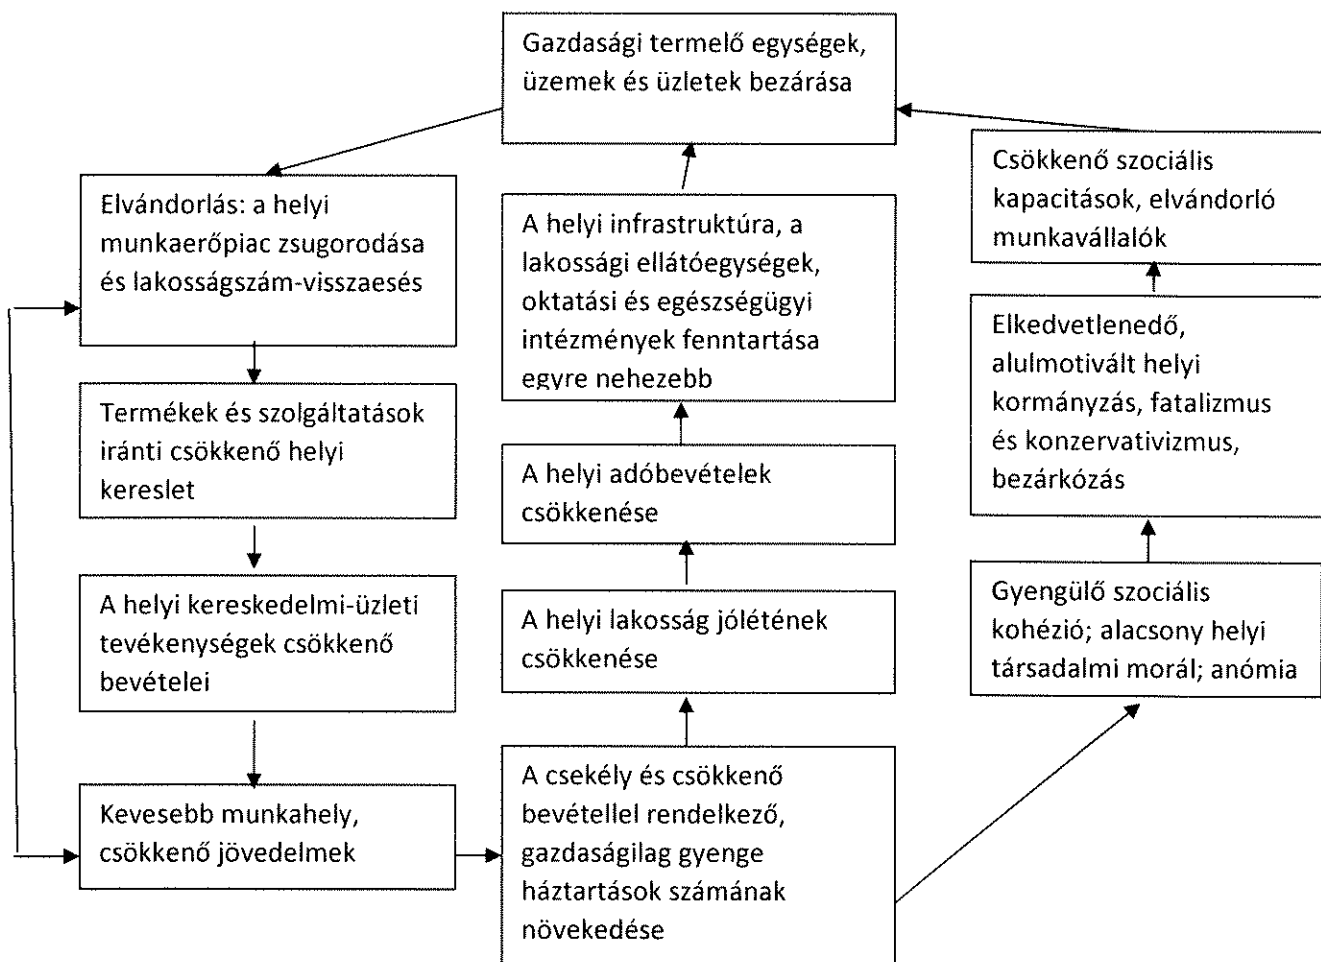 Gazdasági termelő egységek,
üzemek és üzletek bezárása
Elvándorlás: a helyi
munkaerőpiac zsugorodása
és lakosságszám-visszaesés
Termékek és szolgáltatások
iránti csökkenő helyi
kereslet
A helyi kereskedelmi-üzleti
tevékenységek csökkenő
bevételei
Kevesebb munkahely,
csökkenő jövedelmek
A helyi infrastruktúra, a
lakossági ellátóegységek,
oktatási és egészségügyi
intézmények fenntartása
egyre nehezebb
A helyi adóbevételek
csökkenése
A helyi lakosság jólétének
csökkenése
A csekély és csökkenő
bevétellel rendelkező,
gazdaságilag gyenge
háztartások számának
növekedése
Csökkenő szociális
kapacitások, elvándorló
munkavállalók
Elkedvetlenedő,
alulmotivált helyi
kormányzás, fatalizmus
és konzervativizmus,
bezárkózás
Gyengülő szociális
kohézió; alacsony helyi
társadalmi morál; anómia